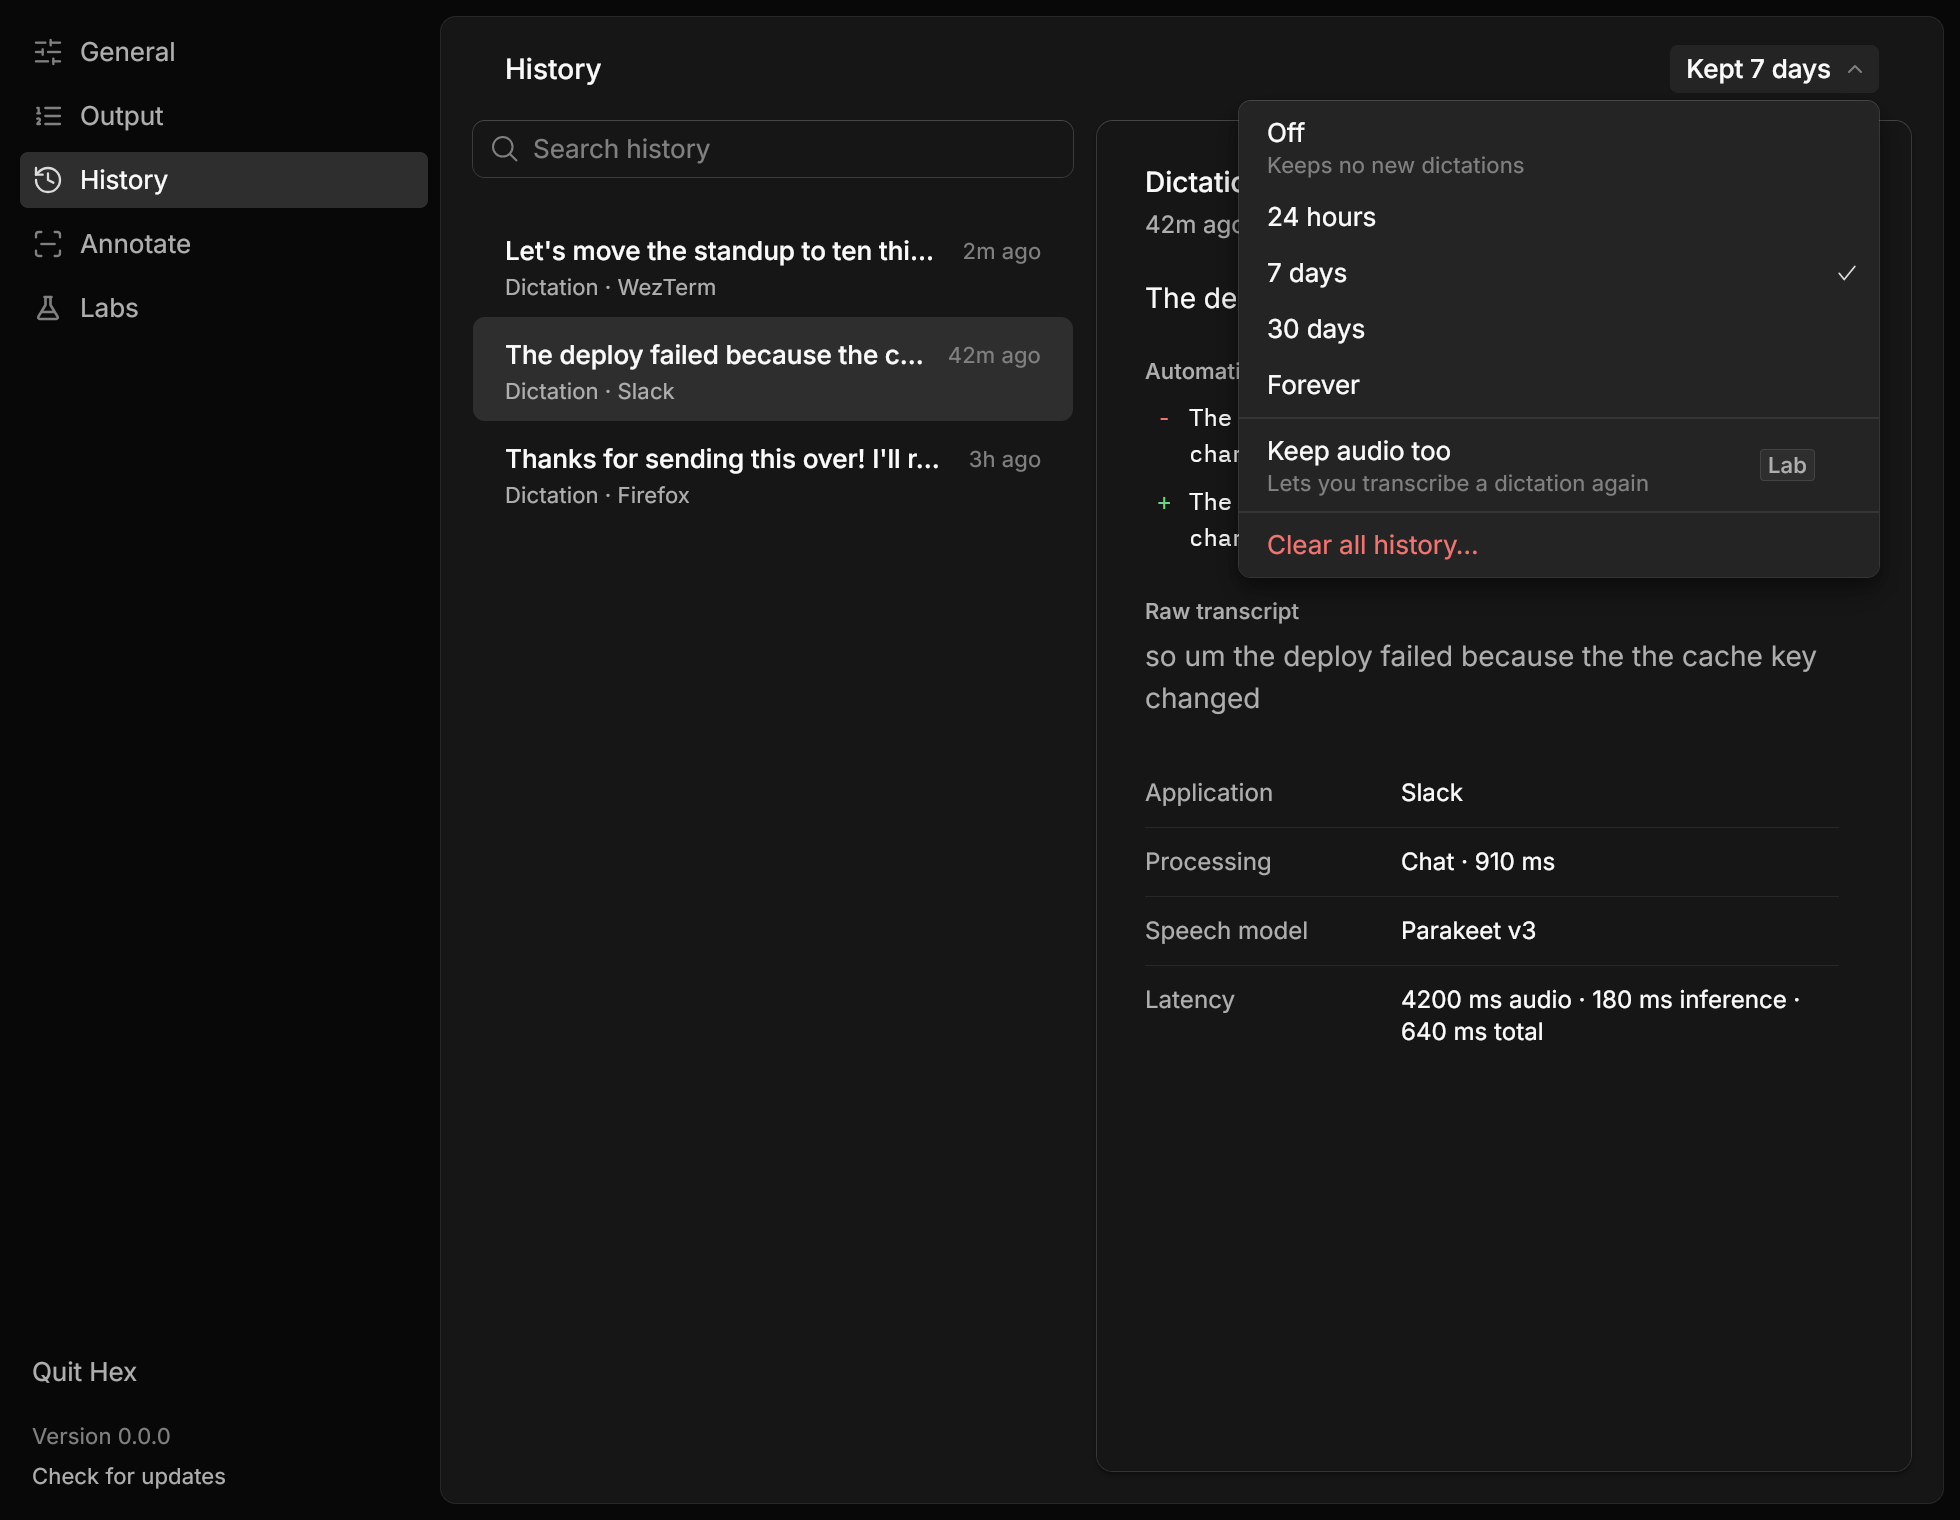 General
Output
History
Annotate
Labs
Quit Hex
Version 0.0.0
Check for updates
History
Kept 7 days
Search history
Let's move the standup to ten thi... 2m ago
Dictation · WezTerm
The deploy failed because the c... 42m ago
Dictation · Slack
Thanks for sending this over! I'll r... 3h ago
Dictation · Firefox
Off
Keeps no new dictations
24 hours
7 days
30 days
Forever
Keep audio too
Lab
Lets you transcribe a dictation again
Clear all history...
42m
The
- The
+ The
Raw transcript
so um the deploy failed because the the cache key
changed
Application Slack
Processing Chat · 910 ms
Speech model Parakeet v3
Latency 4200 ms audio · 180 ms inference ·
640 ms total